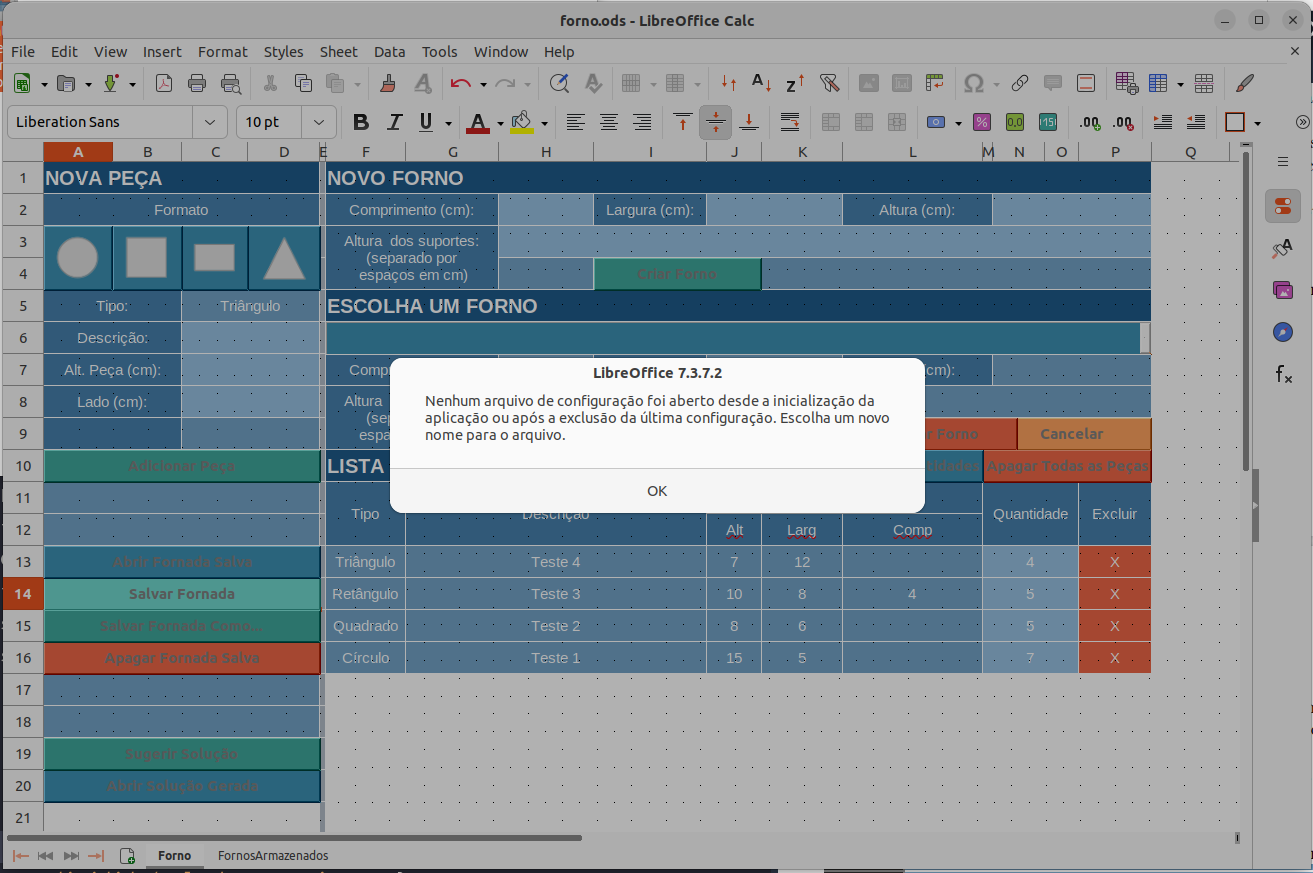 forno.ods - LibreOffice Calc
File Edit View Insert Format Styles Sheet Data Tools Window Help
Liberation Sans 10 pt
A B C D E F G H I J K L M N O P Q
1 NOVA PEÇA NOVO FORNO
2 Formato Comprimento (cm): Largura (cm): Altura (cm):
3 Altura dos suportes:
(separado por
4 espaços em cm) Criar Forno
5 Tipo: Triângulo ESCOLHA UM FORNO
6 Descrição:
7 Alt. Peça (cm): Comp cm):
8 Lado (cm): Altura
(se
9 espa r Forno Cancelar
LibreOffice 7.3.7.2
Nenhum arquivo de configuração foi aberto desde a inicialização da
aplicação ou após a exclusão da última configuração. Escolha um novo
nome para o arquivo.
OK
10 Adicionar Peça LISTA tidades Apagar Todas as Peças
11 Tipo Descrição Quantidade Excluir
12 Alt Larg Comp
13 Abrir Fornada Salva Triângulo Teste 4 7 12 4 X
14 Salvar Fornada Retângulo Teste 3 10 8 4 5 X
15 Salvar Fornada Como... Quadrado Teste 2 8 6 5 X
16 Apagar Fornada Salva Círculo Teste 1 15 5 7 X
17
18
19 Sugerir Solução
20 Abrir Solução Gerada
21
Forno FornosArmazenados